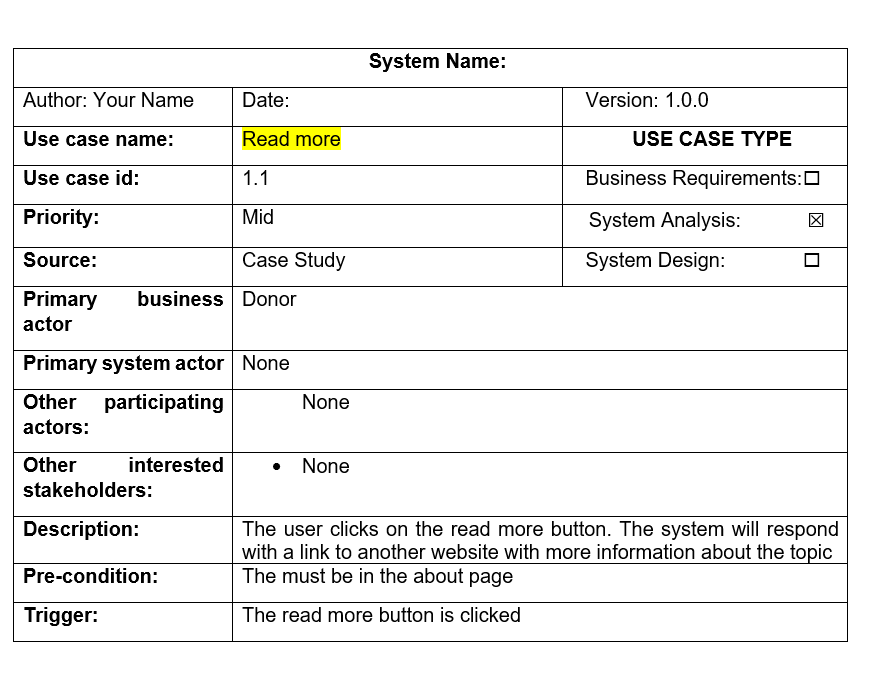 System Name:
Author: Your Name Date: Version: 1.0.0
Use case name: Read more USE CASE TYPE
Use case id: 1.1 Business Requirements:☐
Priority: Mid System Analysis: ☒
Source: Case Study System Design: ☐
Primary business
actor
Donor
Primary system actor None
Other participating
actors:
None
Other interested
stakeholders:
• None
Description: The user clicks on the read more button. The system will respond
with a link to another website with more information about the topic
Pre-condition: The must be in the about page
Trigger: The read more button is clicked